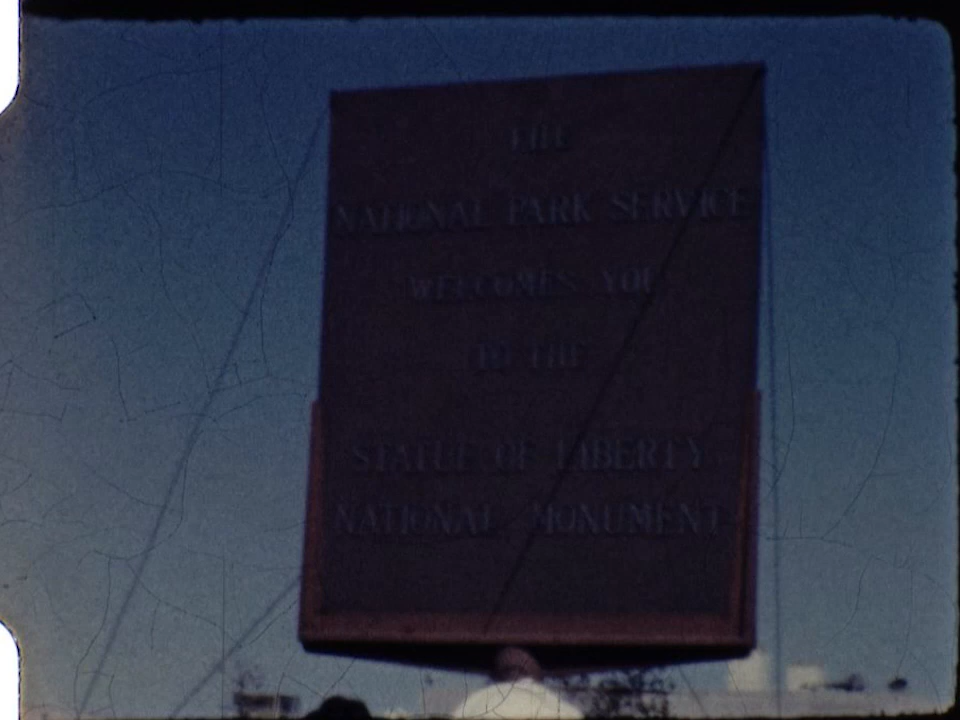 THE
NATIONAL PARK SERVICE
WELCOMES YOU
TO THE
STATUE OF LIBERTY
NATIONAL MONUMENT